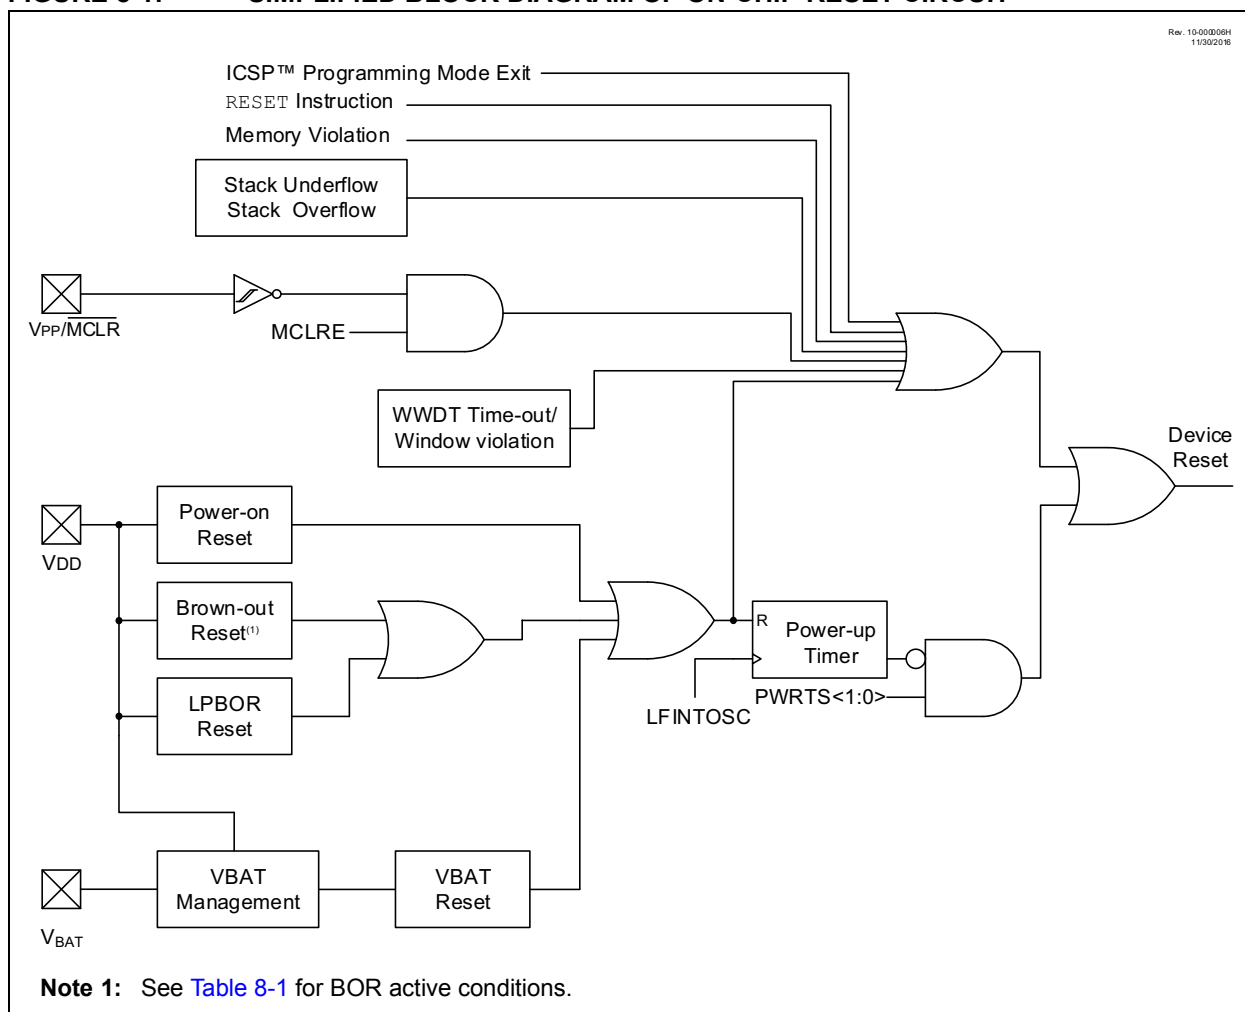 Rev. 10-000006H
11/30/2016
ICSP™ Programming Mode Exit
RESET Instruction
Memory Violation
Stack Underflow
Stack Overflow
VPP/MCLR
MCLRE
WWDT Time-out/
Window violation
Device
Reset
Power-on
Reset
VDD
Brown-out
Reset(1)
R
Power-up
Timer
LPBOR
Reset
PWRTS<1:0>
LFINTOSC
VBAT
Management
VBAT
Reset
VBAT
Note 1: See Table 8-1 for BOR active conditions.